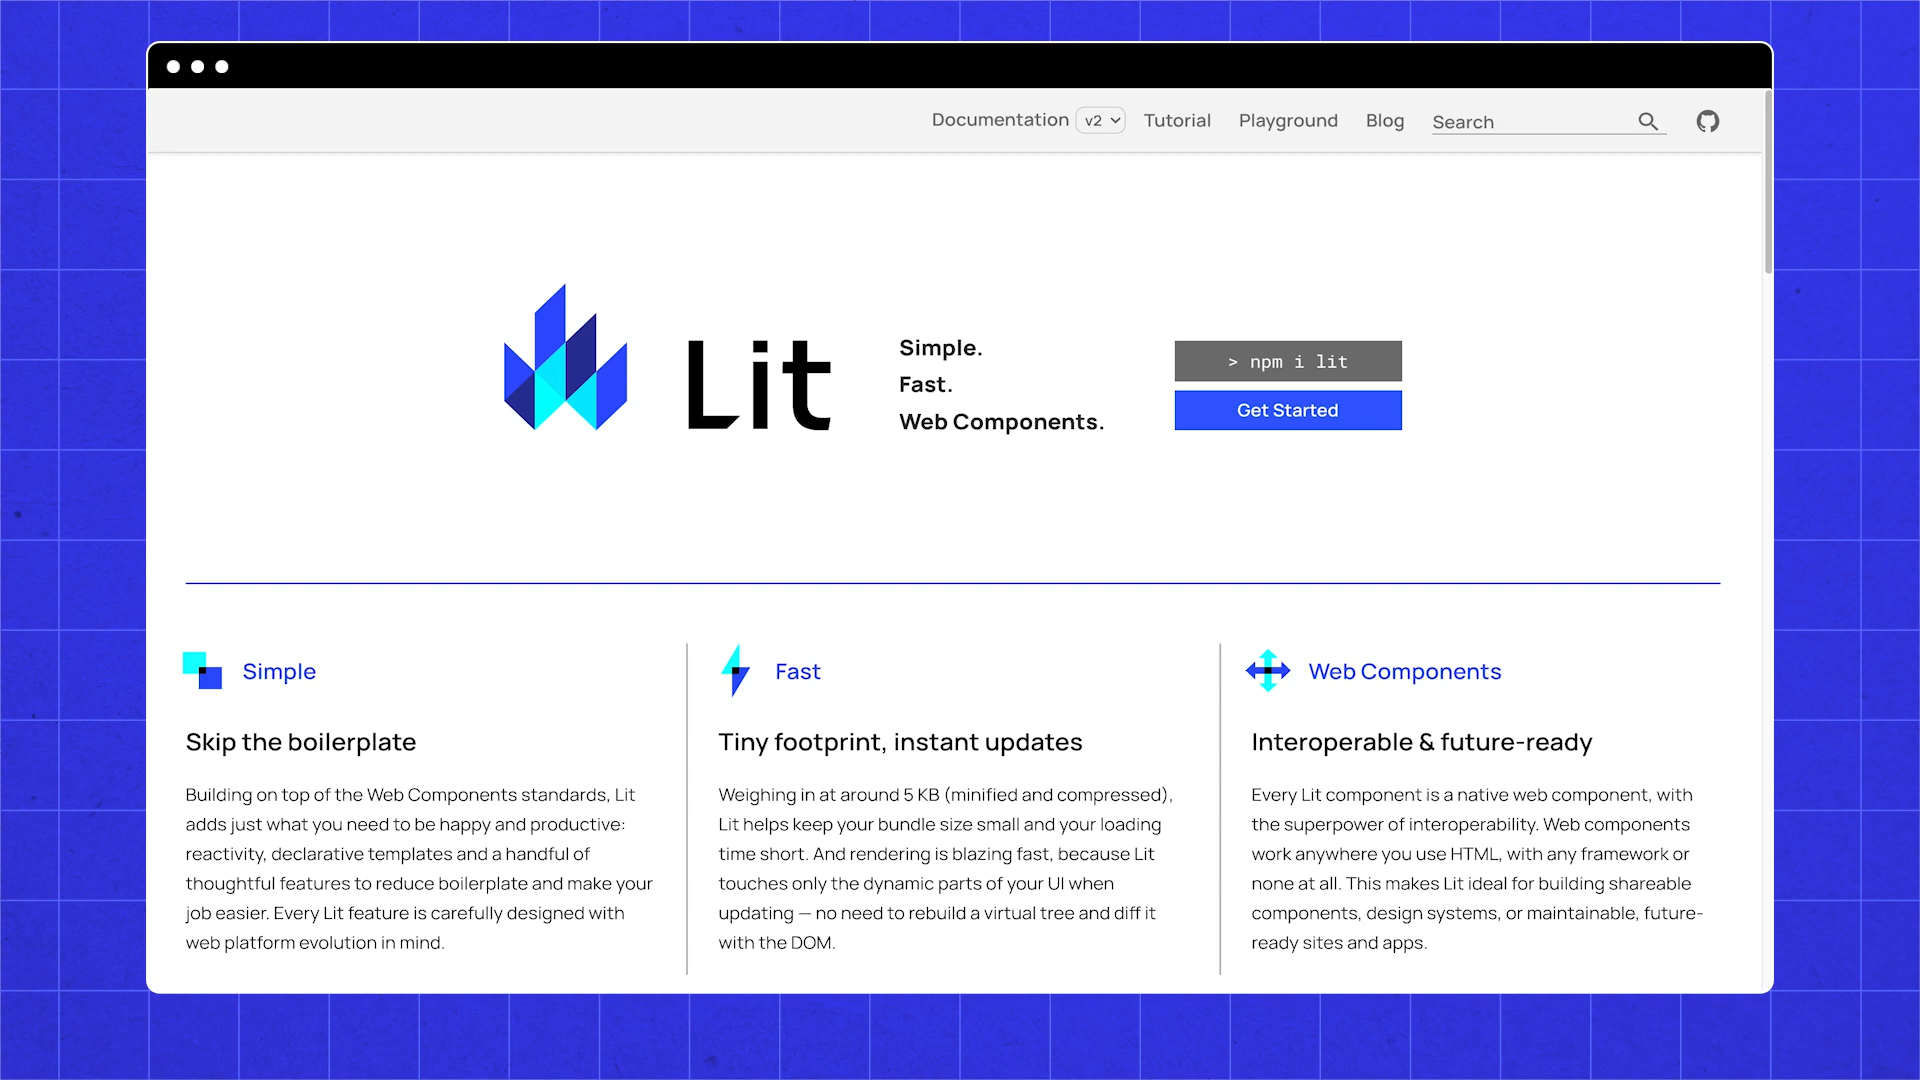 Documentation v2 Tutorial Playground Blog Search
Lit
Simple.
Fast.
Web Components.
> npm i lit
Get Started
Simple
Skip the boilerplate
Building on top of the Web Components standards, Lit
adds just what you need to be happy and productive:
reactivity, declarative templates and a handful of
thoughtful features to reduce boilerplate and make your
job easier. Every Lit feature is carefully designed with
web platform evolution in mind.
Fast
Tiny footprint, instant updates
Weighing in at around 5 KB (minified and compressed),
Lit helps keep your bundle size small and your loading
time short. And rendering is blazing fast, because Lit
touches only the dynamic parts of your UI when
updating — no need to rebuild a virtual tree and diff it
with the DOM.
Web Components
Interoperable & future-ready
Every Lit component is a native web component, with
the superpower of interoperability. Web components
work anywhere you use HTML, with any framework or
none at all. This makes Lit ideal for building shareable
components, design systems, or maintainable, future-
ready sites and apps.